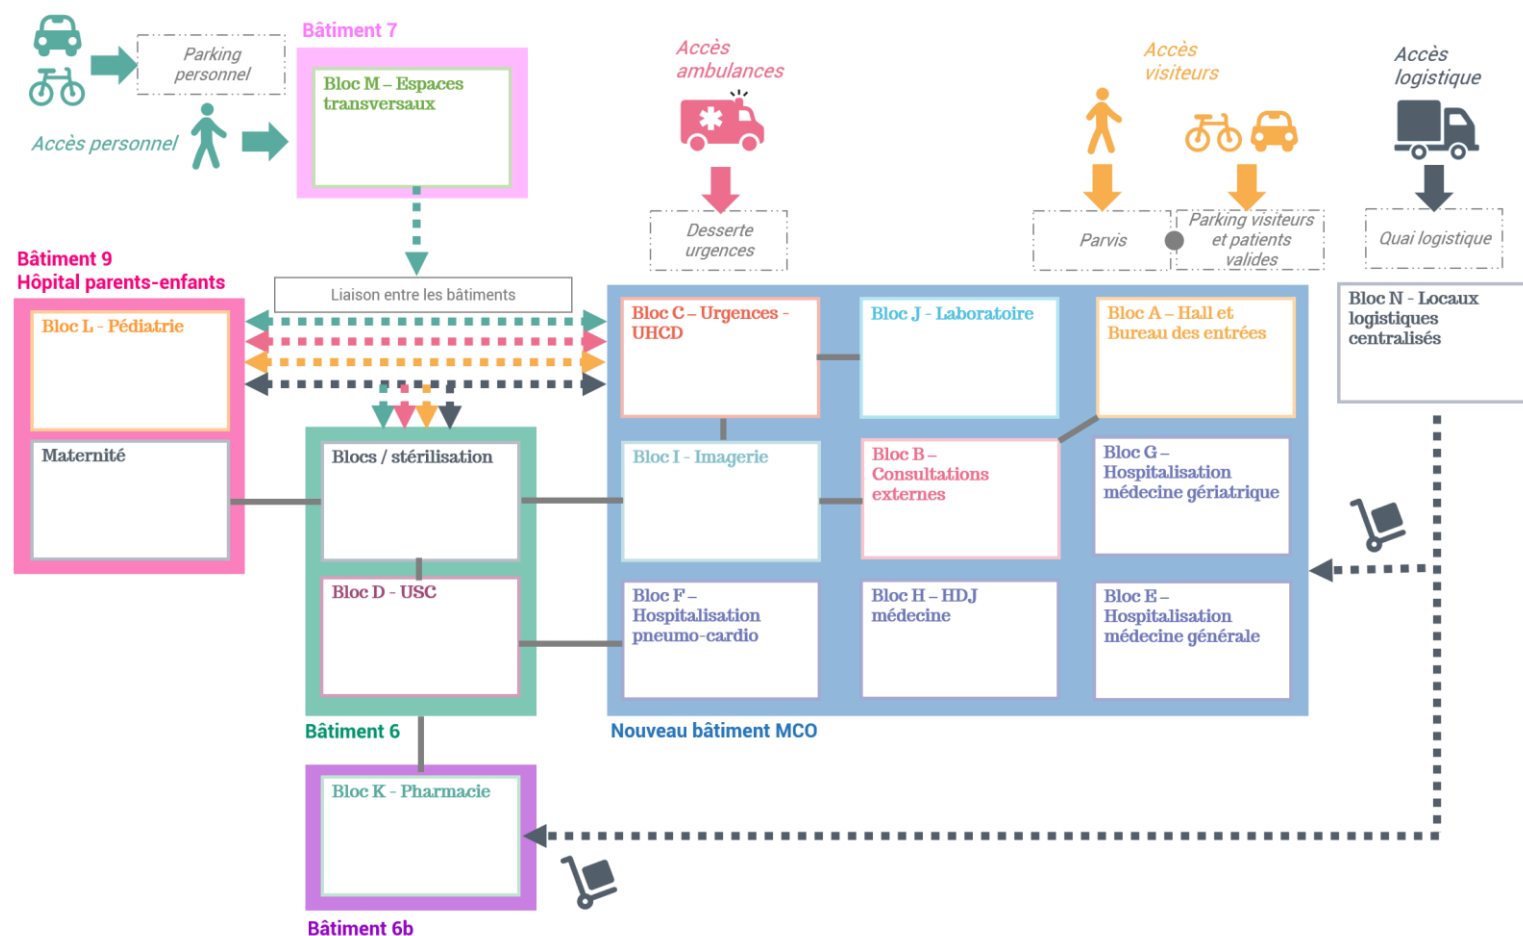 Bâtiment 7
Parking
personnel
Accès personnel
Bloc M – Espaces
transversaux
Accès
ambulances
Accès
visiteurs
Accès
logistique
Desserte
urgences
Parvis
Parking visiteurs
et patients
valides
Quai logistique
Bâtiment 9
Hôpital parents-enfants
Liaison entre les bâtiments
Bloc L - Pédiatrie
Bloc C – Urgences -
UHCD
Bloc J - Laboratoire
Bloc A – Hall et
Bureau des entrées
Bloc N - Locaux
logistiques
centralisés
Maternité
Blocs / stérilisation
Bloc I - Imagerie
Bloc B –
Consultations
externes
Bloc G –
Hospitalisation
médecine gériatrique
Bloc D - USC
Bloc F –
Hospitalisation
pneumo-cardio
Bloc H – HDJ
médecine
Bloc E –
Hospitalisation
médecine générale
Bâtiment 6
Nouveau bâtiment MCO
Bloc K - Pharmacie
Bâtiment 6b